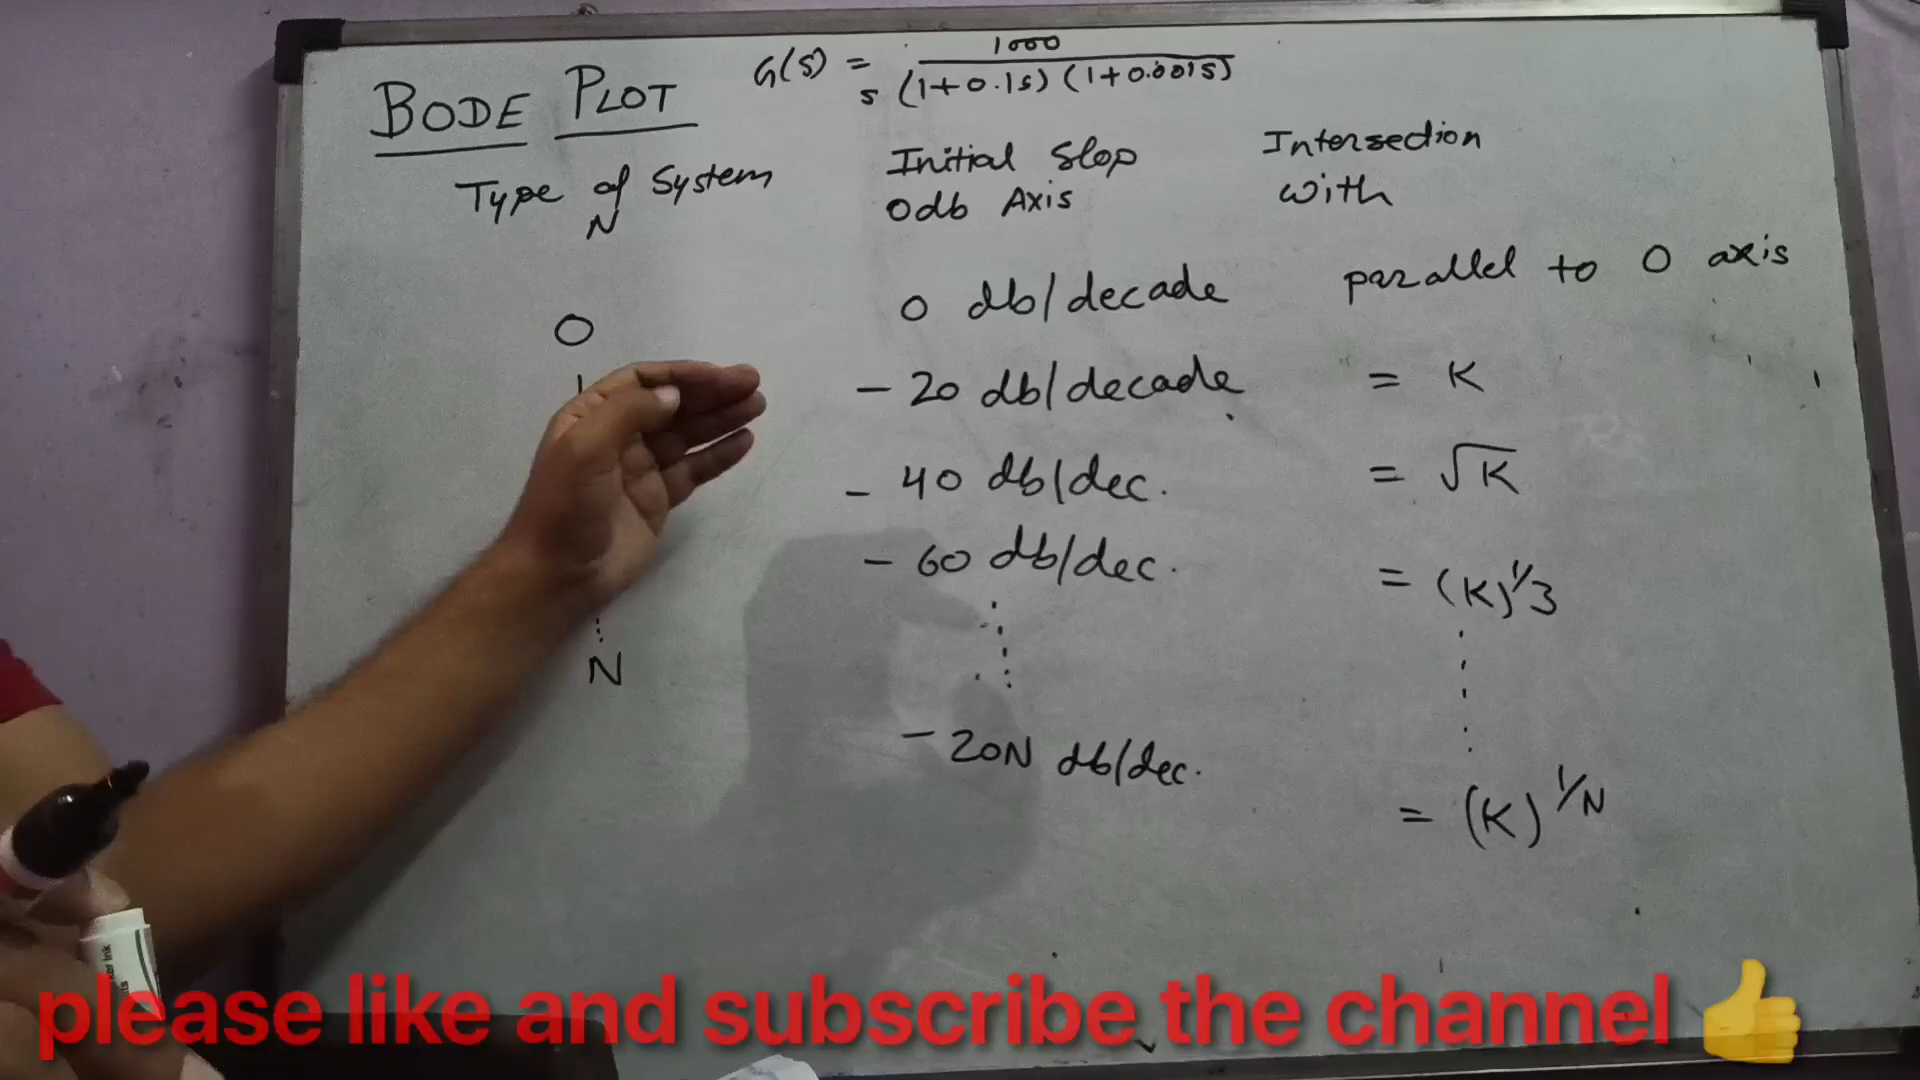 BODE PLOT
G(s) = 1000
s (1+0.1s) (1+0.001s)
Type of System
N
Initial Slop
0db Axis
Intersection
with
0 0 db/decade parallel to 0 axis
1 - 20 db/decade = K
- 40 db/dec. = √K
- 60 db/dec. = (K)^1/3
N - 20N db/dec. = (K)^1/N
please like and subscribe the channel 👍